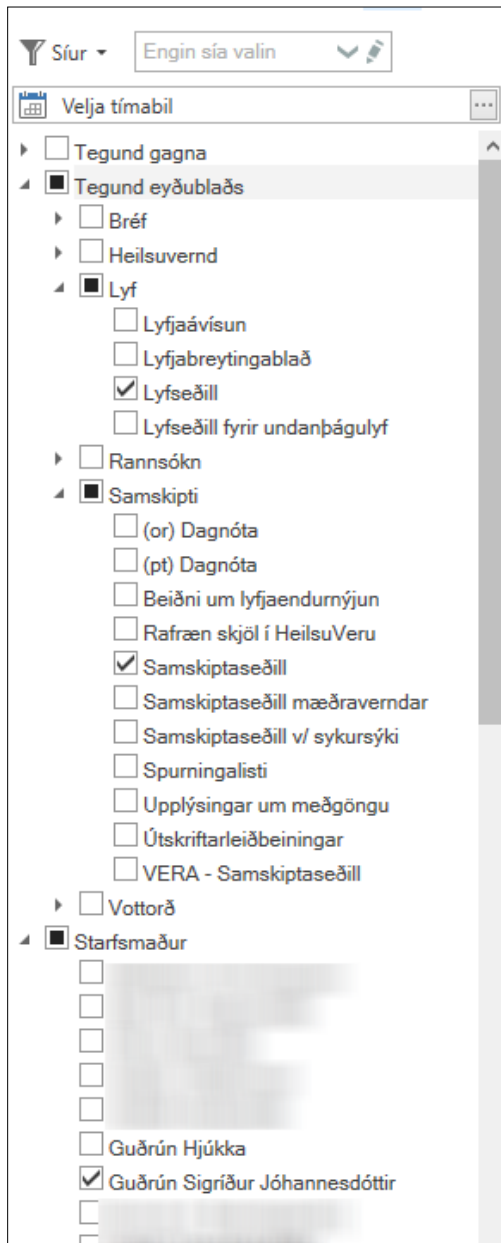 Síur
Engin sía valin
Velja tímabil
Tegund gagna
Tegund eyðublaðs
Bréf
Heilsuvernd
Lyf
Lyfjaávísun
Lyfjabreytingablað
Lyfseðill
Lyfseðill fyrir undanþágulyf
Rannsókn
Samskipti
(or) Dagnóta
(pt) Dagnóta
Beiðni um lyfjaendurnýjun
Rafræn skjöl í HeilsuVeru
Samskiptaseðill
Samskiptaseðill mæðraverndar
Samskiptaseðill v/ sykursýki
Spurningalisti
Upplýsingar um meðgöngu
Útskriftarleiðbeiningar
VERA - Samskiptaseðill
Vottorð
Starfsmaður
Guðrún Hjúkka
Guðrún Sigríður Jóhannesdóttir